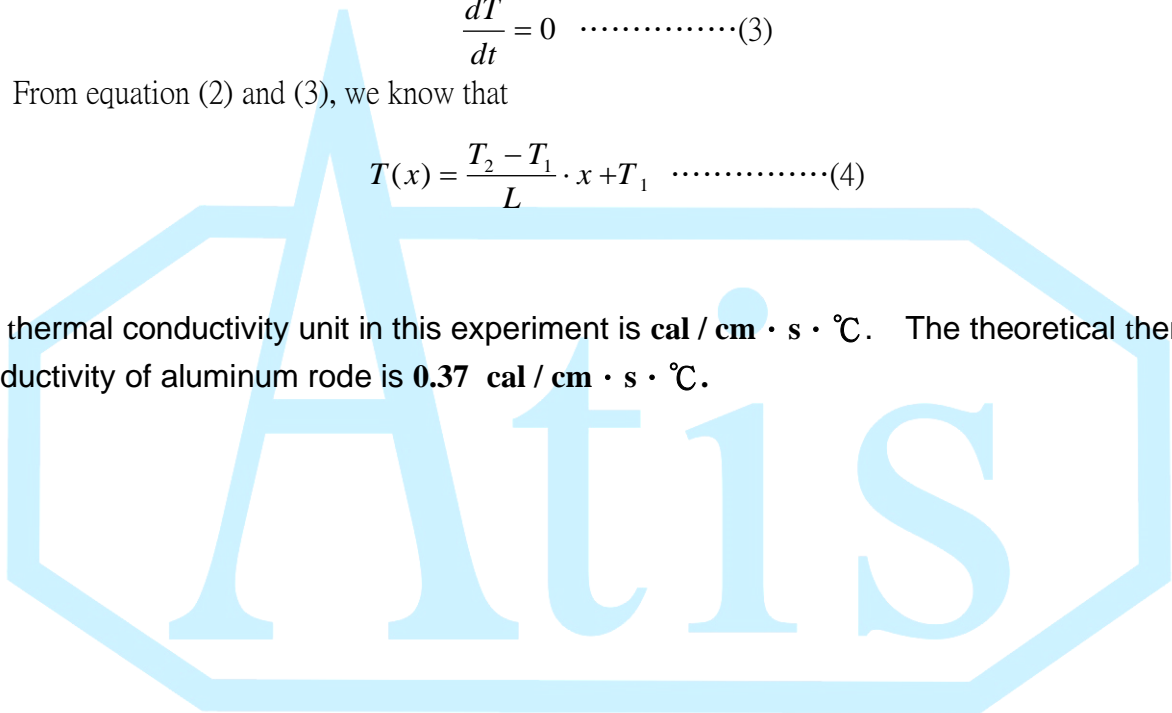 dT/dt = 0 ···············(3)
From equation (2) and (3), we know that
T(x) = (T₂ − T₁)/L · x + T₁ ···············(4)
thermal conductivity unit in this experiment is cal / cm · s · ℃. The theoretical ther
ductivity of aluminum rode is 0.37 cal / cm · s · ℃.
Atis